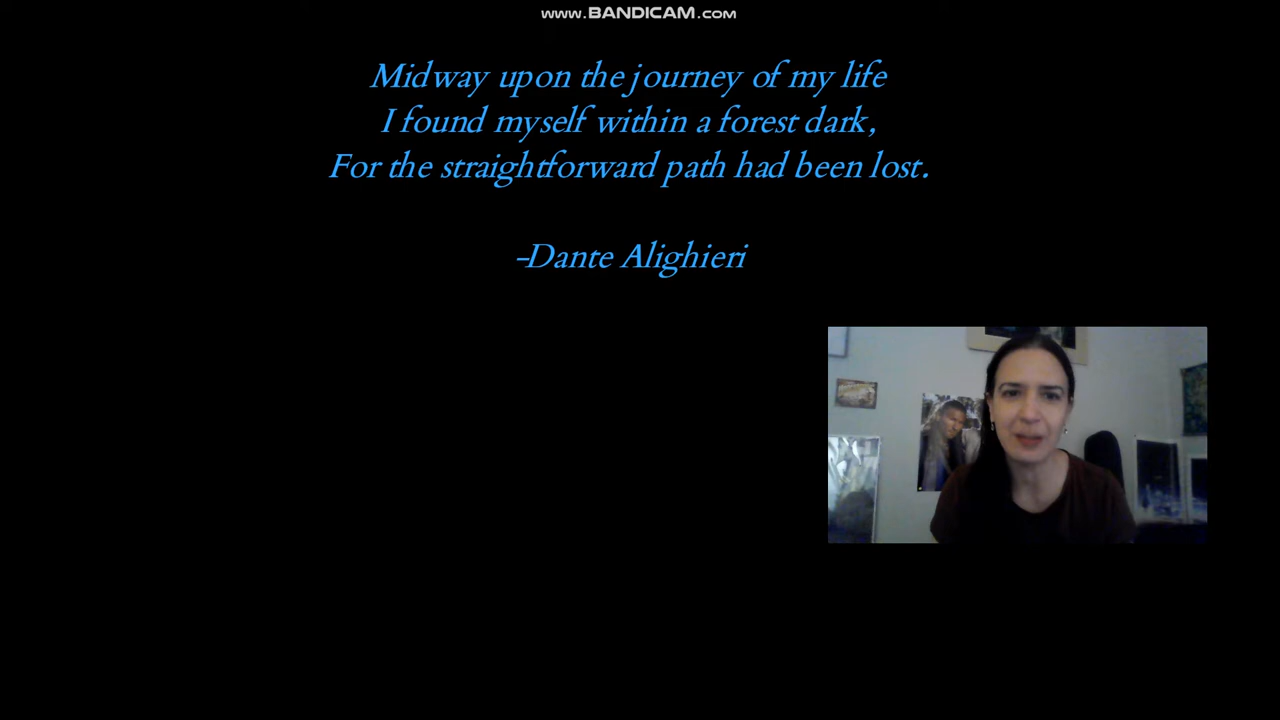 www.BANDICAM.com
Midway upon the journey of my life
I found myself within a forest dark,
For the straightforward path had been lost.
-Dante Alighieri